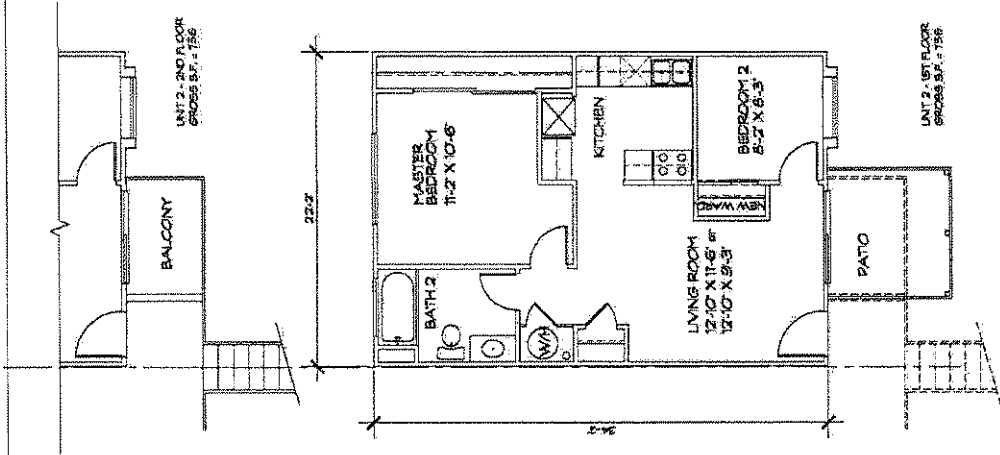 UNIT 2 - 2ND FLOOR
GROSS S.F. = 756
BALCONY
22'-2"
MASTER
BEDROOM
11'-2" X 10'-6"
KITCHEN
BEDROOM 2
8'-2" X 8'-3"
NEW WARD.
BATH 2
W/H
LIVING ROOM
12'-10" X 11'-6" or
12'-10" X 9'-3"
PATIO
34'-2"
UNIT 2 - 1ST FLOOR
GROSS S.F. = 756